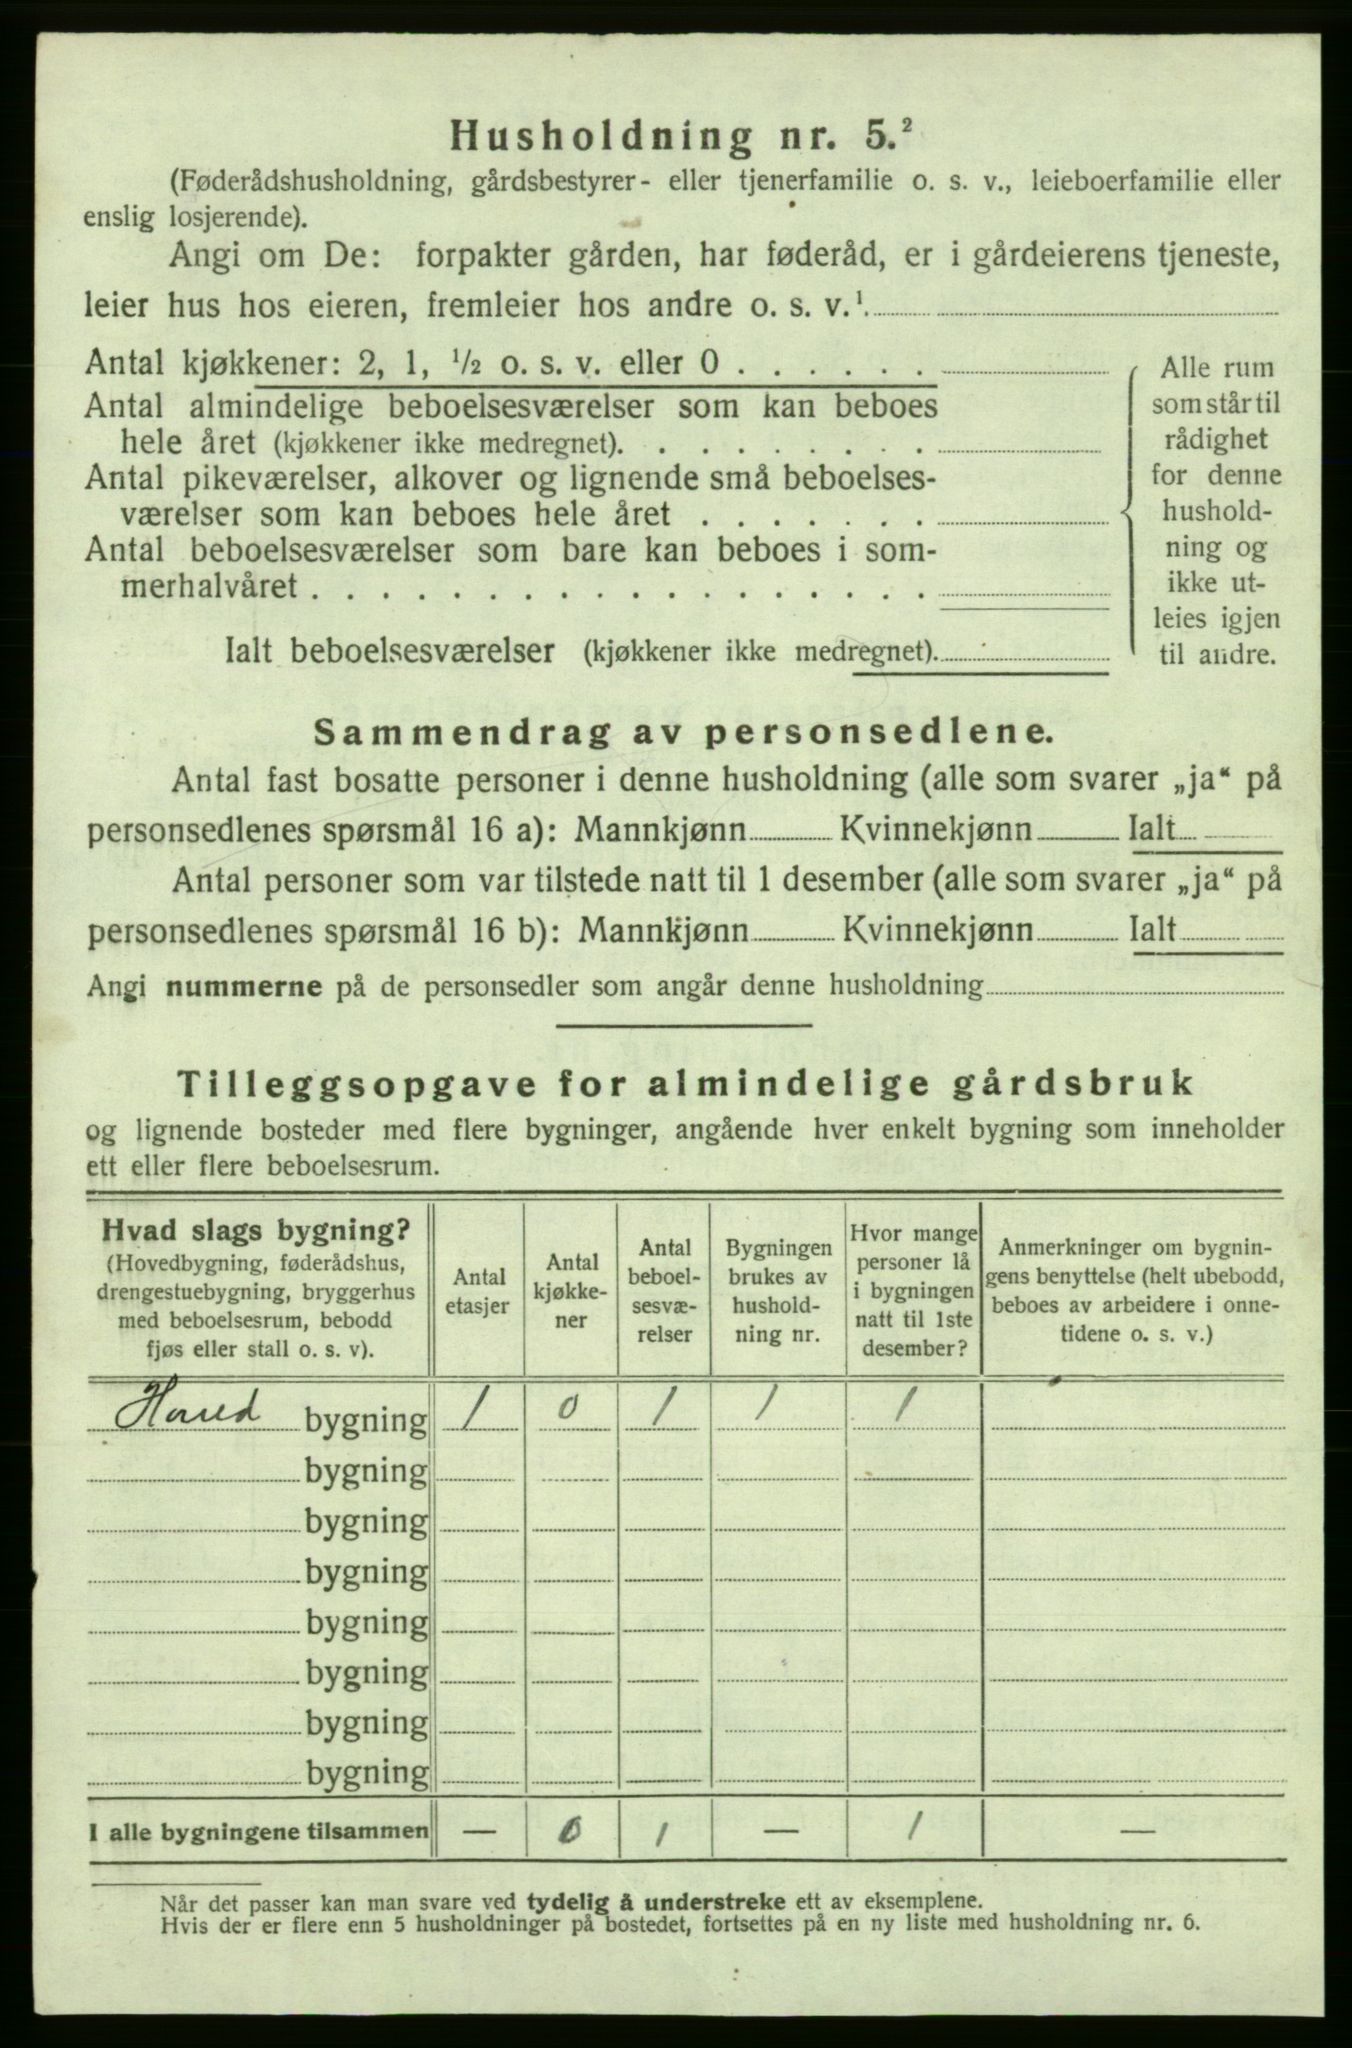 Husholdning nr. 5.²
(Føderådshusholdning, gårdsbestyrer- eller tjenerfamilie o. s. v., leieboerfamilie eller
enslig losjerende).
Angi om De: forpakter gården, har føderåd, er i gårdeierens tjeneste,
leier hus hos eieren, fremleier hos andre o. s. v.¹
Antal kjøkkener: 2, 1, ½ o. s. v. eller 0 . . . . . .
Antal almindelige beboelsesværelser som kan beboes
hele året (kjøkkener ikke medregnet). . . . . . . . .
Antal pikeværelser, alkover og lignende små beboelses-
værelser som kan beboes hele året . . . . . . .
Antal beboelsesværelser som bare kan beboes i som-
merhalvåret . . . . . . . . . . . . . . . . . .
Ialt beboelsesværelser (kjøkkener ikke medregnet).
Alle rum
som står til
rådighet
for denne
hushold-
ning og
ikke ut-
leies igjen
til andre.
Sammendrag av personsedlene.
Antal fast bosatte personer i denne husholdning (alle som svarer „ja“ på
personsedlenes spørsmål 16 a): Mannkjønn Kvinnekjønn Ialt
Antal personer som var tilstede natt til 1 desember (alle som svarer „ja“ på
personsedlenes spørsmål 16 b): Mannkjønn Kvinnekjønn Ialt
Angi nummerne på de personsedler som angår denne husholdning
Tilleggsopgave for almindelige gårdsbruk
og lignende bosteder med flere bygninger, angående hver enkelt bygning som inneholder
ett eller flere beboelsesrum.
Hvad slags bygning?
(Hovedbygning, føderådshus,
drengestuebygning, bryggerhus
med beboelsesrum, bebodd
fjøs eller stall o. s. v).
Antal
etasjer
Antal
kjøkke-
ner
Antal
beboel-
sesvæ-
relser
Bygningen
brukes av
hushold-
ning nr.
Hvor mange
personer lå
i bygningen
natt til 1ste
desember?
Anmerkninger om bygnin-
gens benyttelse (helt ubebodd,
beboes av arbeidere i onne-
tidene o. s. v.)
Hoved bygning 1 0 1 1 1
bygning
bygning
bygning
bygning
bygning
bygning
bygning
I alle bygningene tilsammen — 0 1 — 1 —
Når det passer kan man svare ved tydelig å understreke ett av eksemplene.
Hvis der er flere enn 5 husholdninger på bostedet, fortsettes på en ny liste med husholdning nr. 6.